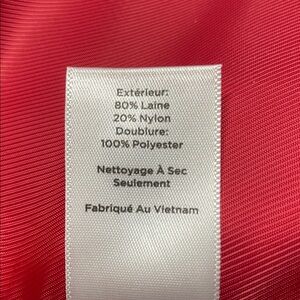 Extérieur:
80% Laine
20% Nylon
Doublure:
100% Polyester
Nettoyage À Sec
Seulement
Fabriqué Au Vietnam